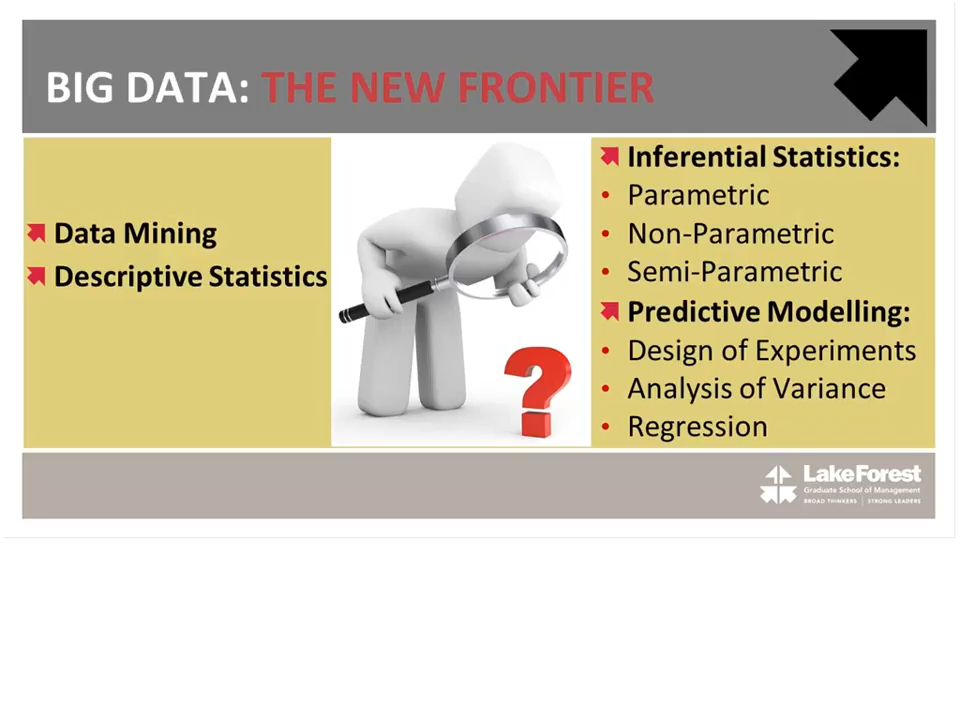 BIG DATA: THE NEW FRONTIER
Data Mining
Descriptive Statistics
?
Inferential Statistics:
• Parametric
• Non-Parametric
• Semi-Parametric
Predictive Modelling:
• Design of Experiments
• Analysis of Variance
• Regression
LakeForest
Graduate School of Management
BROAD THINKERS | STRONG LEADERS